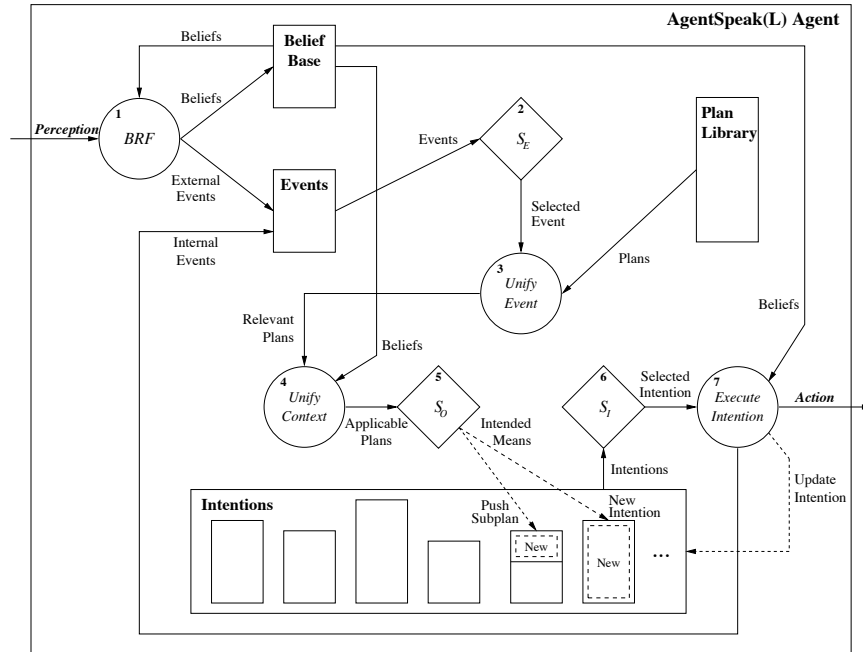 AgentSpeak(L) Agent
Beliefs
Belief
Base
Beliefs
1
BRF
Perception
2
S_E
Plan
Library
Events
External
Events
Events
Selected
Event
Internal
Events
3
Unify
Event
Plans
Relevant
Plans
Beliefs
Beliefs
4
Unify
Context
Applicable
Plans
5
S_O
Intended
Means
6
S_I
Selected
Intention
7
Execute
Intention
Action
Intentions
Update
Intention
Intentions
Push
Subplan
New
Intention
New
New
...